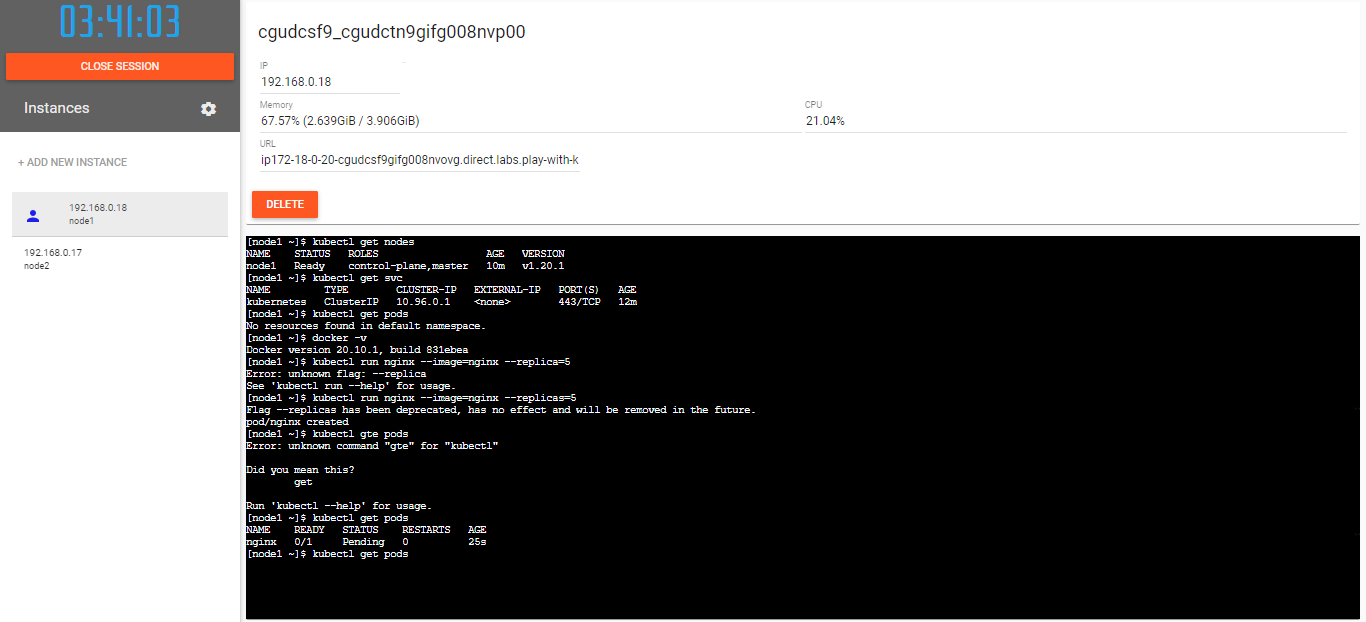 03:41:03
CLOSE SESSION
Instances
+ ADD NEW INSTANCE
192.168.0.18
node1
192.168.0.17
node2
cgudcsf9_cgudctn9gifg008nvp00
IP
192.168.0.18
Memory
67.57% (2.639GiB / 3.906GiB)
CPU
21.04%
URL
ip172-18-0-20-cgudcsf9gifg008nvovg.direct.labs.play-with-k
DELETE
[node1 ~]$ kubectl get nodes
NAME    STATUS   ROLES                  AGE   VERSION
node1   Ready    control-plane,master   10m   v1.20.1
[node1 ~]$ kubectl get svc
NAME         TYPE        CLUSTER-IP   EXTERNAL-IP   PORT(S)   AGE
kubernetes   ClusterIP   10.96.0.1    <none>        443/TCP   12m
[node1 ~]$ kubectl get pods
No resources found in default namespace.
[node1 ~]$ docker -v
Docker version 20.10.1, build 831ebea
[node1 ~]$ kubectl run nginx --image=nginx --replica=5
Error: unknown flag: --replica
See 'kubectl run --help' for usage.
[node1 ~]$ kubectl run nginx --image=nginx --replicas=5
Flag --replicas has been deprecated, has no effect and will be removed in the future.
pod/nginx created
[node1 ~]$ kubectl gte pods
Error: unknown command "gte" for "kubectl"
Did you mean this?
        get
Run 'kubectl --help' for usage.
[node1 ~]$ kubectl get pods
NAME    READY   STATUS    RESTARTS   AGE
nginx   0/1     Pending   0          25s
[node1 ~]$ kubectl get pods